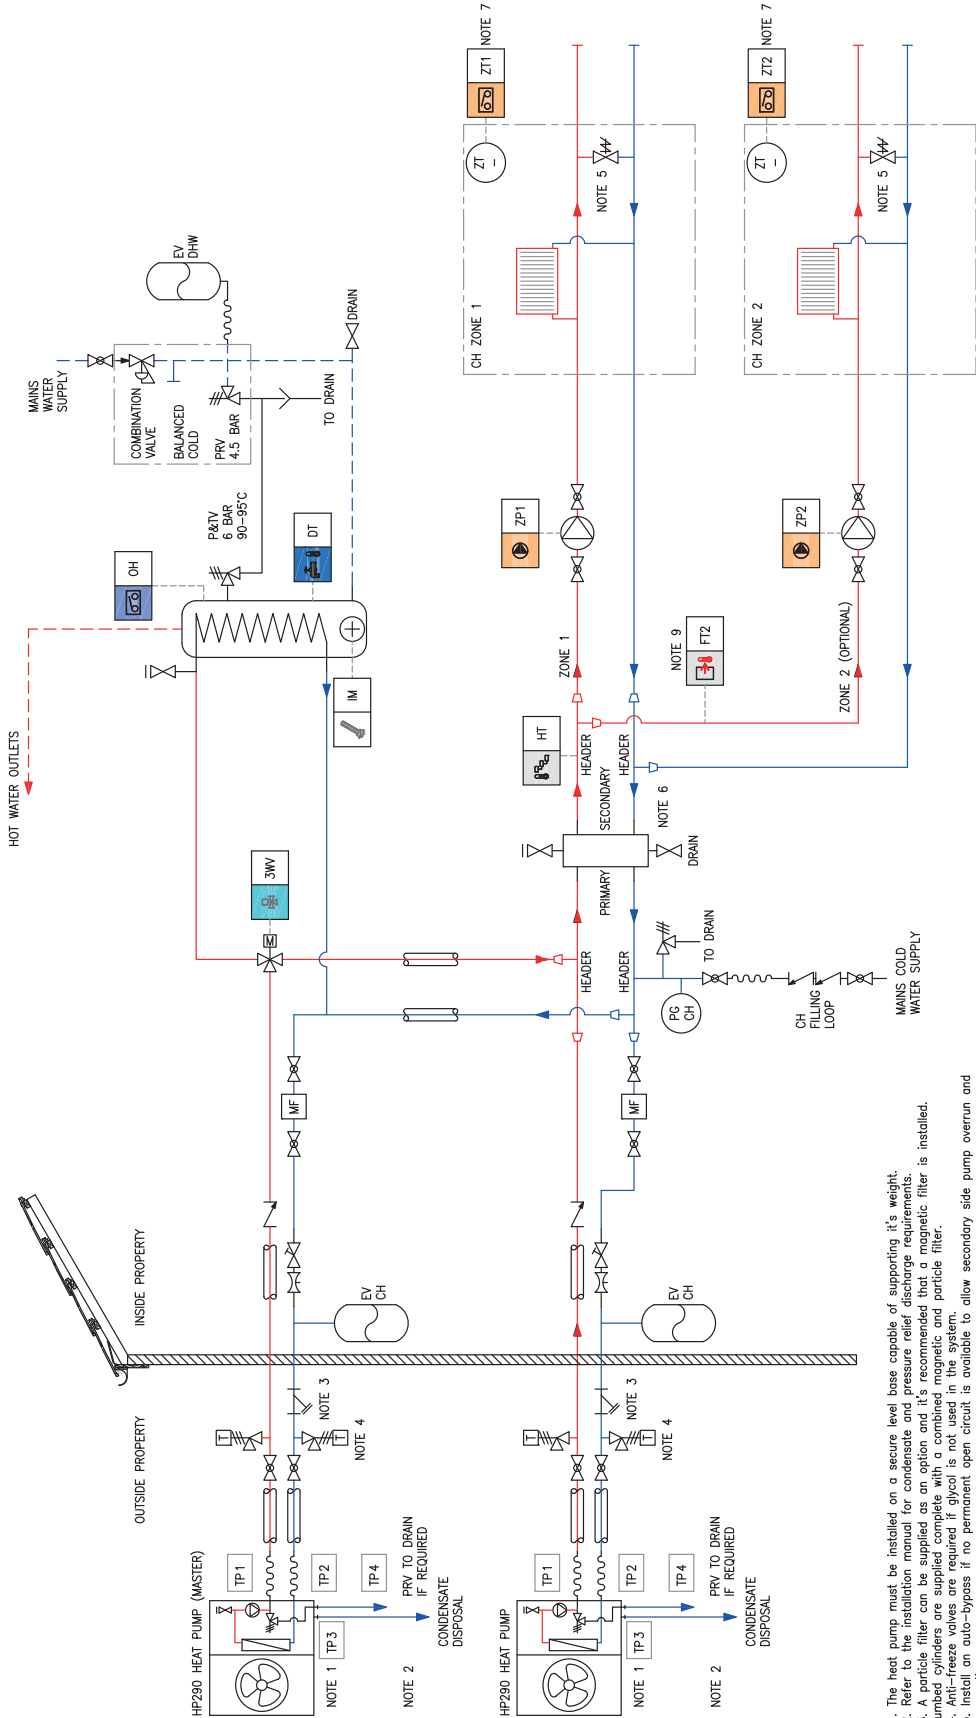 HOT WATER OUTLETS
MAINS
WATER
SUPPLY
EV
DHW
COMBINATION
VALVE
BALANCED
COLD
PRV
4.5 BAR
TO DRAIN
DRAIN
P&TV
6 BAR
90-95°C
OH
DT
IM
3WV
M
ZT1
NOTE 7
ZT
NOTE 5
CH ZONE 1
ZP1
ZONE 1
ZT2
NOTE 7
ZT
NOTE 5
CH ZONE 2
ZP2
ZONE 2 (OPTIONAL)
NOTE 9
FT2
HT
HEADER
HEADER
SECONDARY
NOTE 6
PRIMARY
DRAIN
HEADER
HEADER
TO DRAIN
PG
CH
CH
FILLING
LOOP
MAINS COLD
WATER SUPPLY
MF
MF
INSIDE PROPERTY
OUTSIDE PROPERTY
EV
CH
EV
CH
NOTE 3
NOTE 4
T
T
NOTE 3
NOTE 4
T
T
HP290 HEAT PUMP (MASTER)
TP1
TP2
TP3
TP4
PRV TO DRAIN
IF REQUIRED
CONDENSATE
DISPOSAL
NOTE 1
NOTE 2
HP290 HEAT PUMP
TP1
TP2
TP3
TP4
PRV TO DRAIN
IF REQUIRED
CONDENSATE
DISPOSAL
NOTE 1
NOTE 2
. The heat pump must be installed on a secure level base capable of supporting it's weight.
. Refer to the installation manual for condensate and pressure relief discharge requirements.
. A particle filter can be supplied as an option and it's recommended that a magnetic filter is installed.
umbed cylinders are supplied complete with a combined magnetic and particle filter.
. Anti-freeze valves are required if glycol is not used in the system.
. Install an auto-bypass if no permanent open circuit is available to allow secondary side pump overrun and